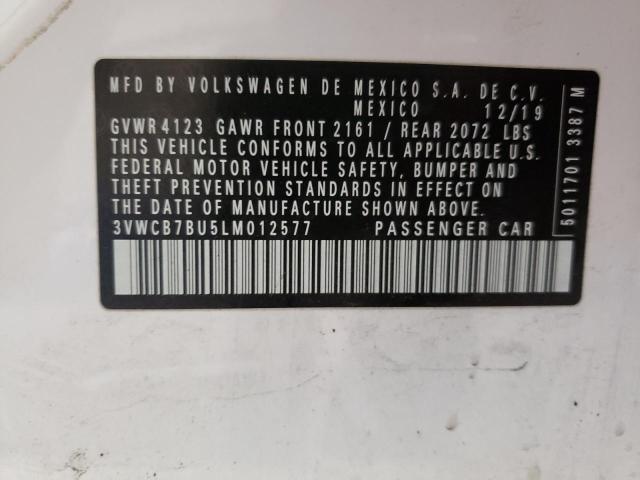 MFD BY VOLKSWAGEN DE MEXICO S.A. DE C.V.
MEXICO 12/19
GVWR 4123 GAWR FRONT 2161 / REAR 2072 LBS
THIS VEHICLE CONFORMS TO ALL APPLICABLE U.S.
FEDERAL MOTOR VEHICLE SAFETY, BUMPER AND
THEFT PREVENTION STANDARDS IN EFFECT ON
THE DATE OF MANUFACTURE SHOWN ABOVE.
3VWCB7BU5LM012577 PASSENGER CAR
5011701 3387 M